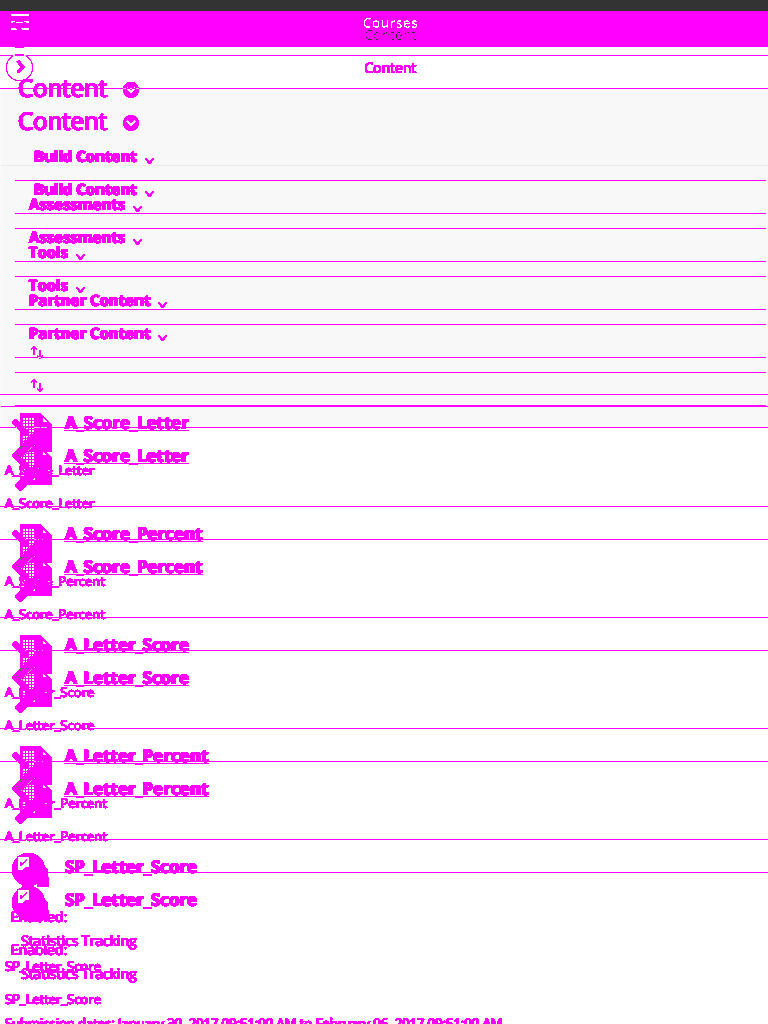 Courses
Content
Content
Content
Content
Build Content
Build Content
Assessments
Assessments
Tools
Tools
Partner Content
Partner Content
A_Score_Letter
A_Score_Letter
A_Score_Letter
A_Score_Letter
A_Score_Percent
A_Score_Percent
A_Score_Percent
A_Score_Percent
A_Letter_Score
A_Letter_Score
A_Letter_Score
A_Letter_Score
A_Letter_Percent
A_Letter_Percent
A_Letter_Percent
A_Letter_Percent
SP_Letter_Score
SP_Letter_Score
Enabled:
Statistics Tracking
Enabled:
SP_Letter_Score
Statistics Tracking
SP_Letter_Score
Submission dates: January 30, 2017 09:51:00 AM to February 06, 2017 09:51:00 AM